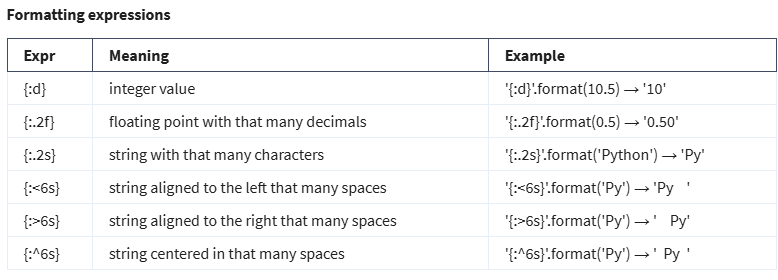 Formatting expressions
Expr Meaning Example
{:d} integer value '{:d}'.format(10.5) → '10'
{:.2f} floating point with that many decimals '{:.2f}'.format(0.5) → '0.50'
{:.2s} string with that many characters '{:.2s}'.format('Python') → 'Py'
{:<6s} string aligned to the left that many spaces '{:<6s}'.format('Py') → 'Py    '
{:>6s} string aligned to the right that many spaces '{:>6s}'.format('Py') → '    Py'
{:^6s} string centered in that many spaces '{:^6s}'.format('Py') → '  Py  '